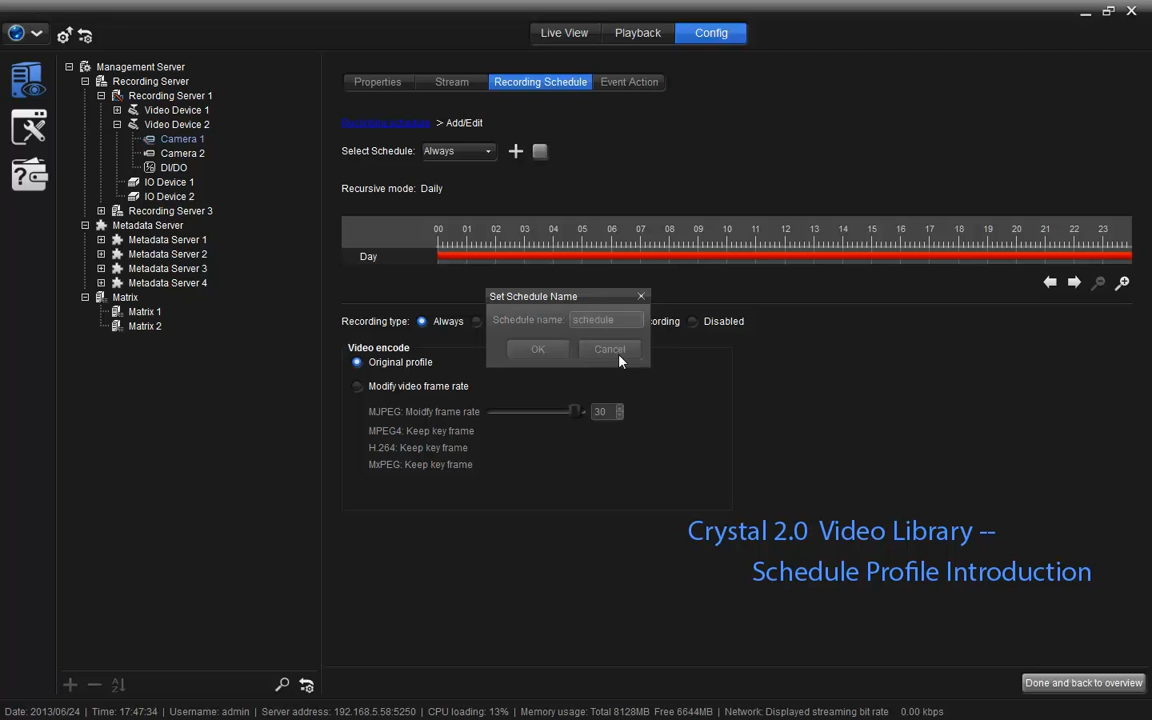 Live View Playback Config
Management Server
Recording Server
Recording Server 1
Video Device 1
Video Device 2
Camera 1
Camera 2
DI/DO
IO Device 1
IO Device 2
Recording Server 3
Metadata Server
Metadata Server 1
Metadata Server 2
Metadata Server 3
Metadata Server 4
Matrix
Matrix 1
Matrix 2
Properties Stream Recording Schedule Event Action
Recording schedule > Add/Edit
Select Schedule: Always
Recursive mode: Daily
00 01 02 03 04 05 06 07 08 09 10 11 12 13 14 15 16 17 18 19 20 21 22 23
Day
Set Schedule Name
Schedule name: schedule
OK Cancel
Recording type: Always ording Disabled
Video encode
Original profile
Modify video frame rate
MJPEG: Moidfy frame rate 30
MPEG4: Keep key frame
H.264: Keep key frame
MxPEG: Keep key frame
Crystal 2.0 Video Library --
Schedule Profile Introduction
Done and back to overview
Date: 2013/06/24 | Time: 17:47:34 | Username: admin | Server address: 192.168.5.58:5250 | CPU loading: 13% | Memory usage: Total 8128MB Free 6644MB | Network: Displayed streaming bit rate 0.00 kbps